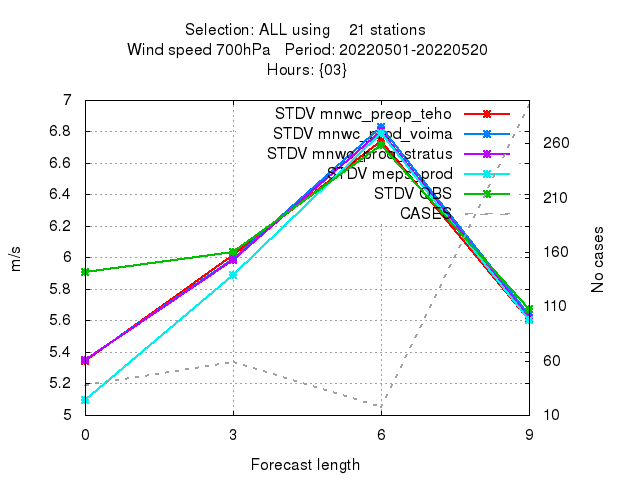 Selection: ALL using 21 stations
Wind speed 700hPa Period: 20220501-20220520
Hours: {03}
7
6.8
6.6
6.4
6.2
6
5.8
5.6
5.4
5.2
5
m/s
STDV mnwc_preop_teho
STDV mnwc_prod_voima
STDV mnwc_prod_stratus
STDV meps_prod
STDV OBS
CASES
260
210
160
110
60
10
No cases
0 3 6 9
Forecast length